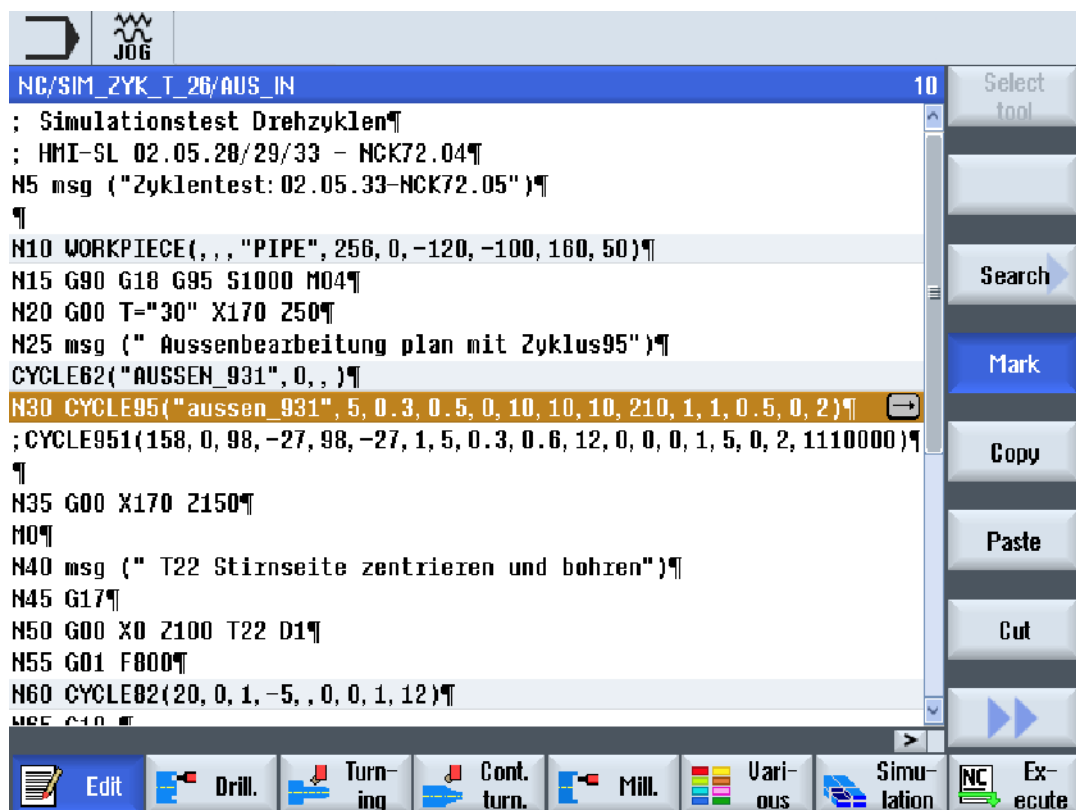 JOG
NC/SIM_ZYK_T_26/AUS_IN 10
; Simulationstest Drehzyklen¶
; HMI-SL 02.05.28/29/33 - NCK72.04¶
N5 msg ("Zyklentest:02.05.33-NCK72.05")¶
¶
N10 WORKPIECE(,,,"PIPE",256,0,-120,-100,160,50)¶
N15 G90 G18 G95 S1000 M04¶
N20 G00 T="30" X170 Z50¶
N25 msg (" Aussenbearbeitung plan mit Zyklus95")¶
CYCLE62("AUSSEN_931",0,,)¶
N30 CYCLE95("aussen_931",5,0.3,0.5,0,10,10,10,210,1,1,0.5,0,2)¶
;CYCLE951(158,0,98,-27,98,-27,1,5,0.3,0.6,12,0,0,0,1,5,0,2,1110000)¶
¶
N35 G00 X170 Z150¶
M0¶
N40 msg (" T22 Stirnseite zentrieren und bohren")¶
N45 G17¶
N50 G00 X0 Z100 T22 D1¶
N55 G01 F800¶
N60 CYCLE82(20,0,1,-5,,0,0,1,12)¶
Select
tool
Search
Mark
Copy
Paste
Cut
Edit
Drill.
Turn-
ing
Cont.
turn.
Mill.
Vari-
ous
Simu-
lation
NC
Ex-
ecute